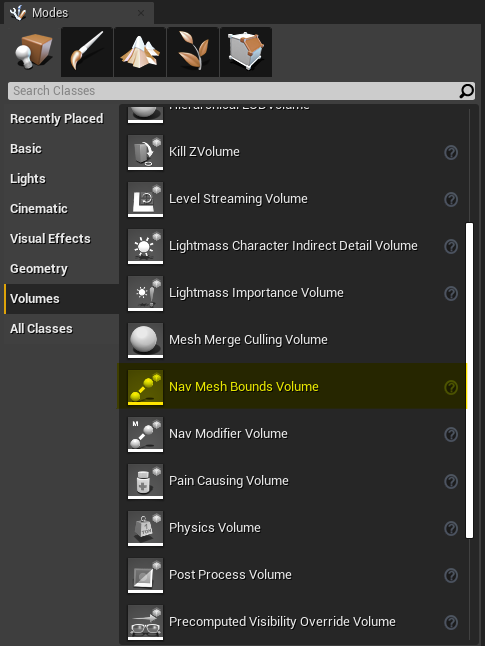 Modes
Search Classes
Recently Placed
Basic
Lights
Cinematic
Visual Effects
Geometry
Volumes
All Classes
Hierarchical LODVolume
Kill ZVolume
Level Streaming Volume
Lightmass Character Indirect Detail Volume
Lightmass Importance Volume
Mesh Merge Culling Volume
Nav Mesh Bounds Volume
Nav Modifier Volume
Pain Causing Volume
Physics Volume
Post Process Volume
Precomputed Visibility Override Volume